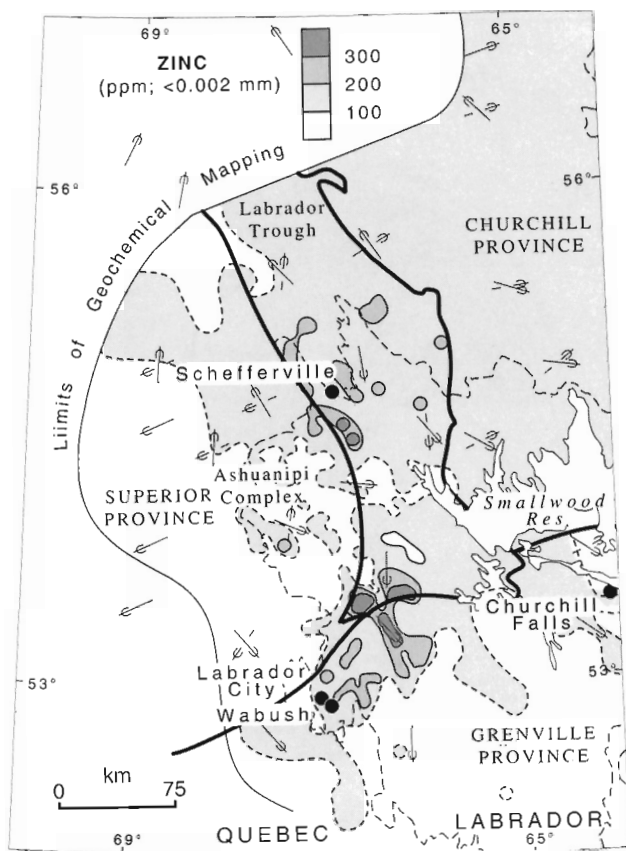 69°
65°
ZINC
(ppm; <0.002 mm)
300
200
100
56°
56°
Liimits of Geochemical Mapping
Labrador
Trough
CHURCHILL
PROVINCE
Schefferville
Ashuanipi
Complex
SUPERIOR
PROVINCE
Smallwood
Res
Churchill
Falls
53°
53°
Labrador
City
Wabush
GRENVILLE
PROVINCE
km
0 75
LABRADOR
QUEBEC
69°
65°